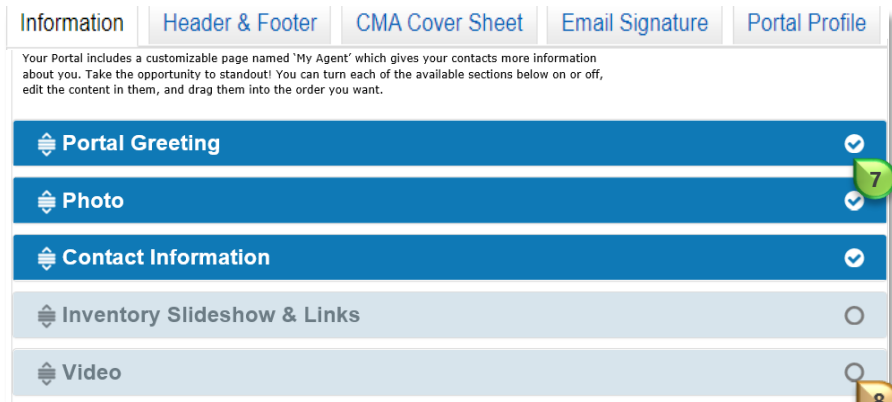 Information Header & Footer CMA Cover Sheet Email Signature Portal Profile
Your Portal includes a customizable page named `My Agent' which gives your contacts more information
about you. Take the opportunity to standout! You can turn each of the available sections below on or off,
edit the content in them, and drag them into the order you want.
Portal Greeting
7
Photo
Contact Information
Inventory Slideshow & Links
Video
8